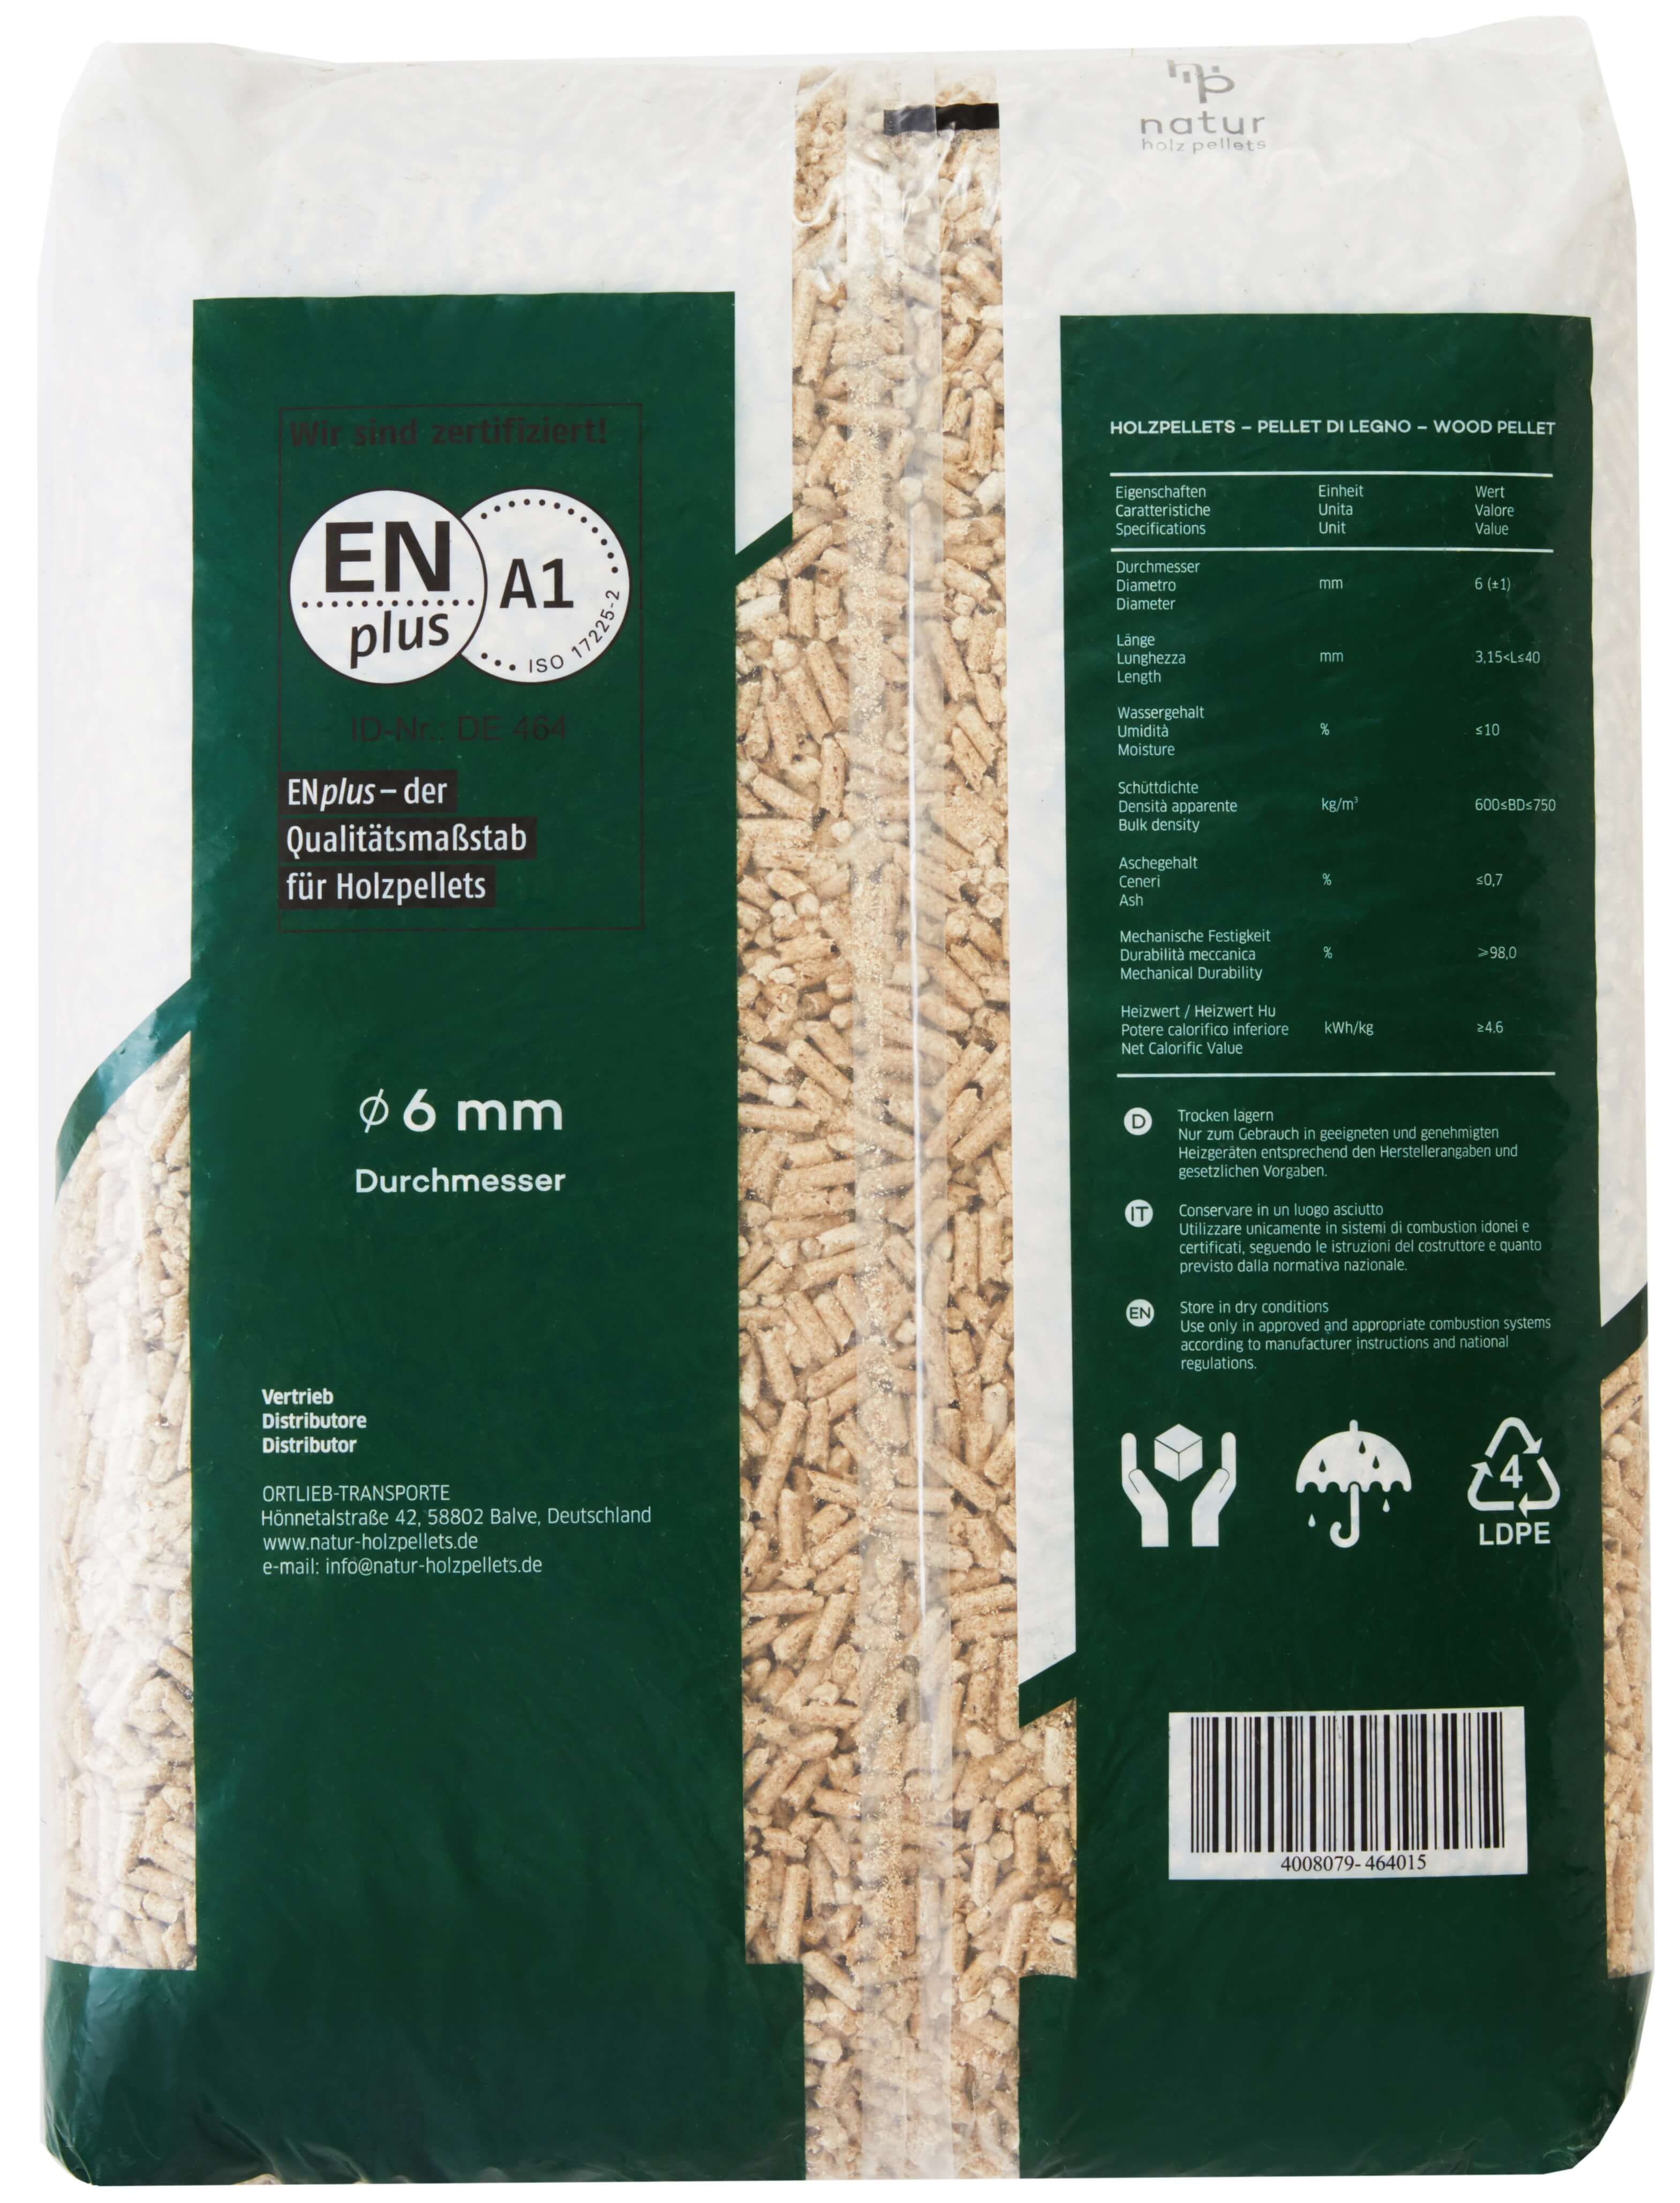 natur
holz pellets
Wir sind zertifiziert!
EN
plus
A1
ISO 17225-2
ID-Nr.: DE 464
ENplus – der
Qualitätsmaßstab
für Holzpellets
⌀ 6 mm
Durchmesser
Vertrieb
Distributore
Distributor
ORTLIEB-TRANSPORTE
Hönnetalstraße 42, 58802 Balve, Deutschland
www.natur-holzpellets.de
e-mail: info@natur-holzpellets.de
HOLZPELLETS – PELLET DI LEGNO – WOOD PELLET
Eigenschaften Einheit Wert
Caratteristiche Unita Valore
Specifications Unit Value
Durchmesser
Diametro mm 6 (±1)
Diameter
Länge
Lunghezza mm 3,15<L≤40
Length
Wassergehalt
Umidità % ≤10
Moisture
Schüttdichte
Densità apparente kg/m³ 600≤BD≤750
Bulk density
Aschegehalt
Ceneri % ≤0,7
Ash
Mechanische Festigkeit
Durabilità meccanica % ⩾98,0
Mechanical Durability
Heizwert / Heizwert Hu
Potere calorifico inferiore kWh/kg ≥4.6
Net Calorific Value
D Trocken lagern
Nur zum Gebrauch in geeigneten und genehmigten
Heizgeräten entsprechend den Herstellerangaben und
gesetzlichen Vorgaben.
IT Conservare in un luogo asciutto
Utilizzare unicamente in sistemi di combustion idonei e
certificati, seguendo le istruzioni del costruttore e quanto
previsto dalla normativa nazionale.
EN Store in dry conditions
Use only in approved and appropriate combustion systems
according to manufacturer instructions and national
regulations.
4
LDPE
4008079-464015